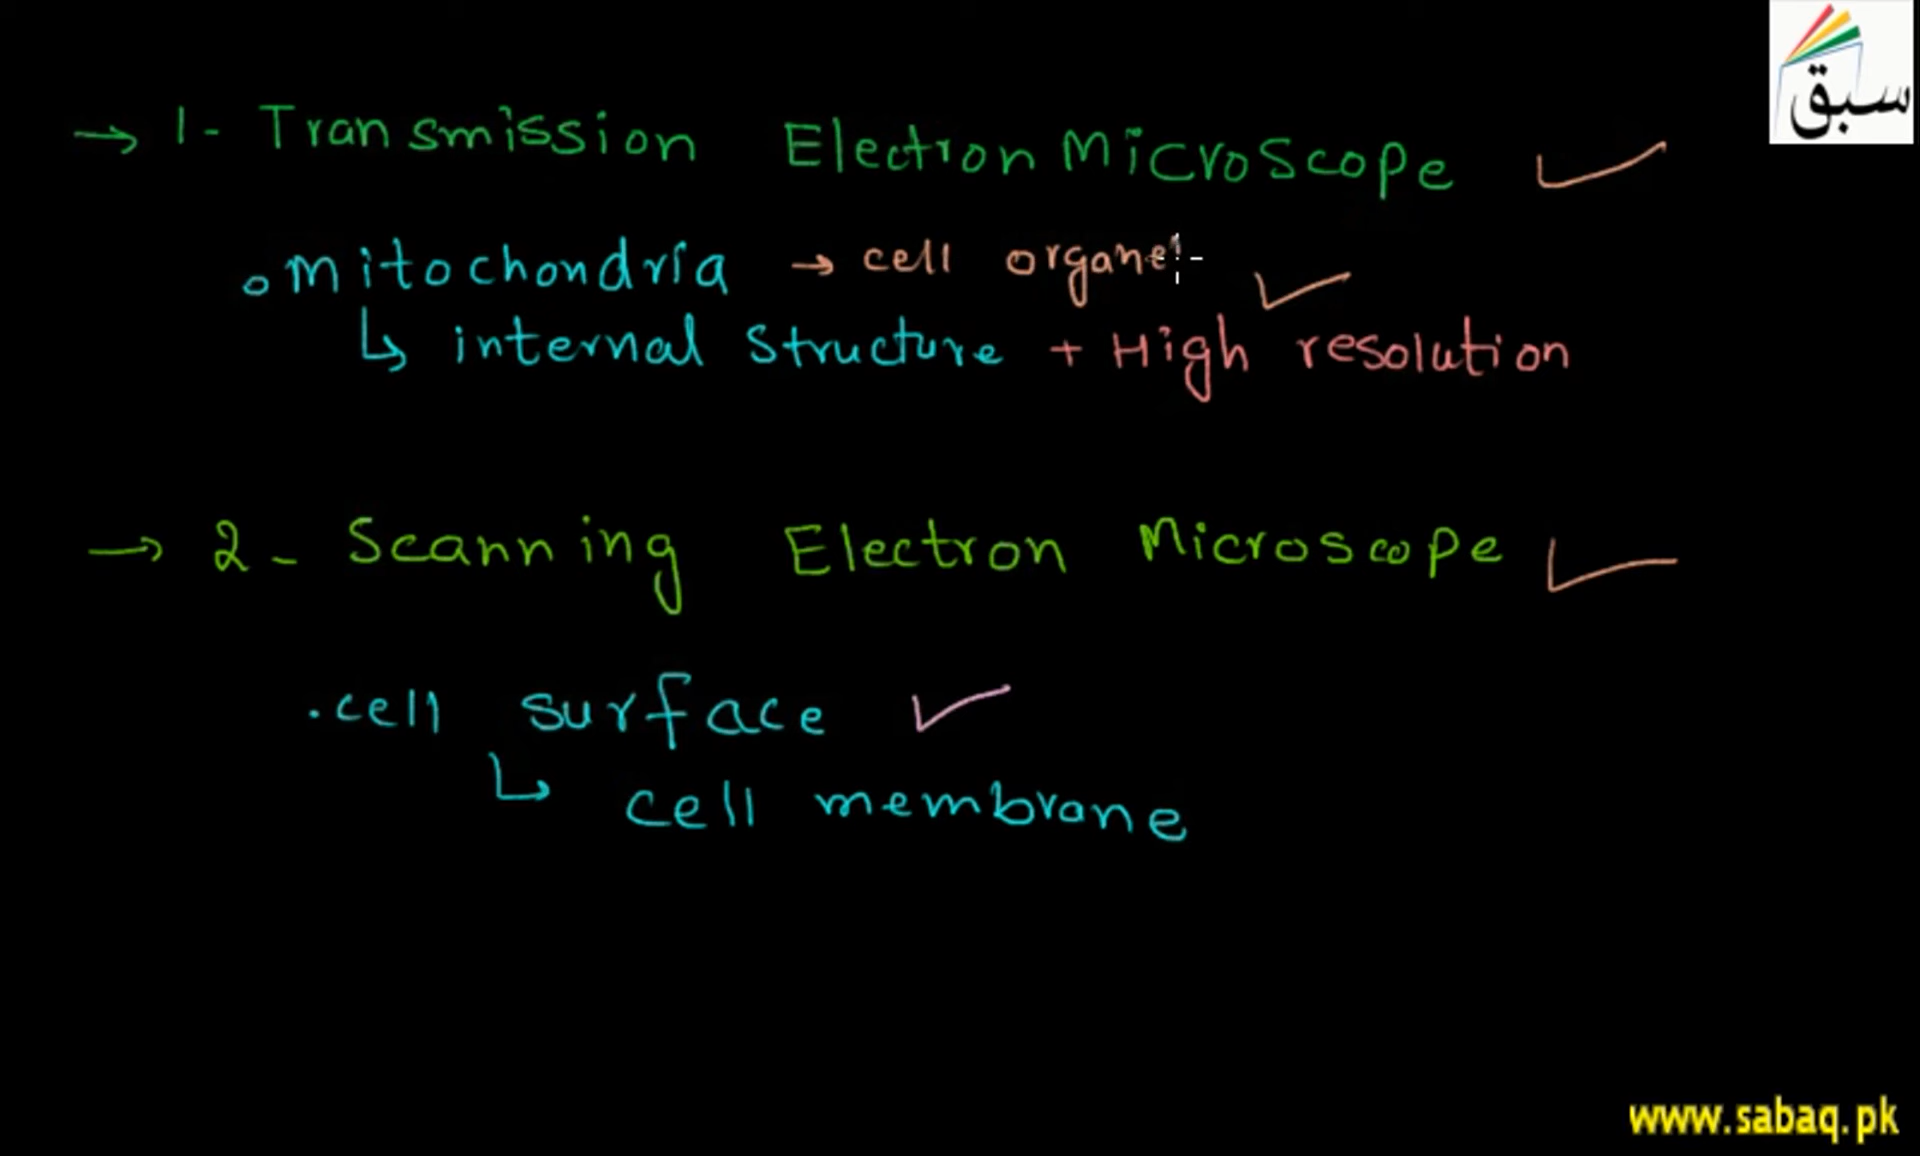 سبق
→ 1- Transmission Electron Microscope ✓
• Mitochondria → cell organe
↳ internal structure + High resolution
→ 2- Scanning Electron Microscope ✓
• cell surface ✓
↳ cell membrane
www.sabaq.pk